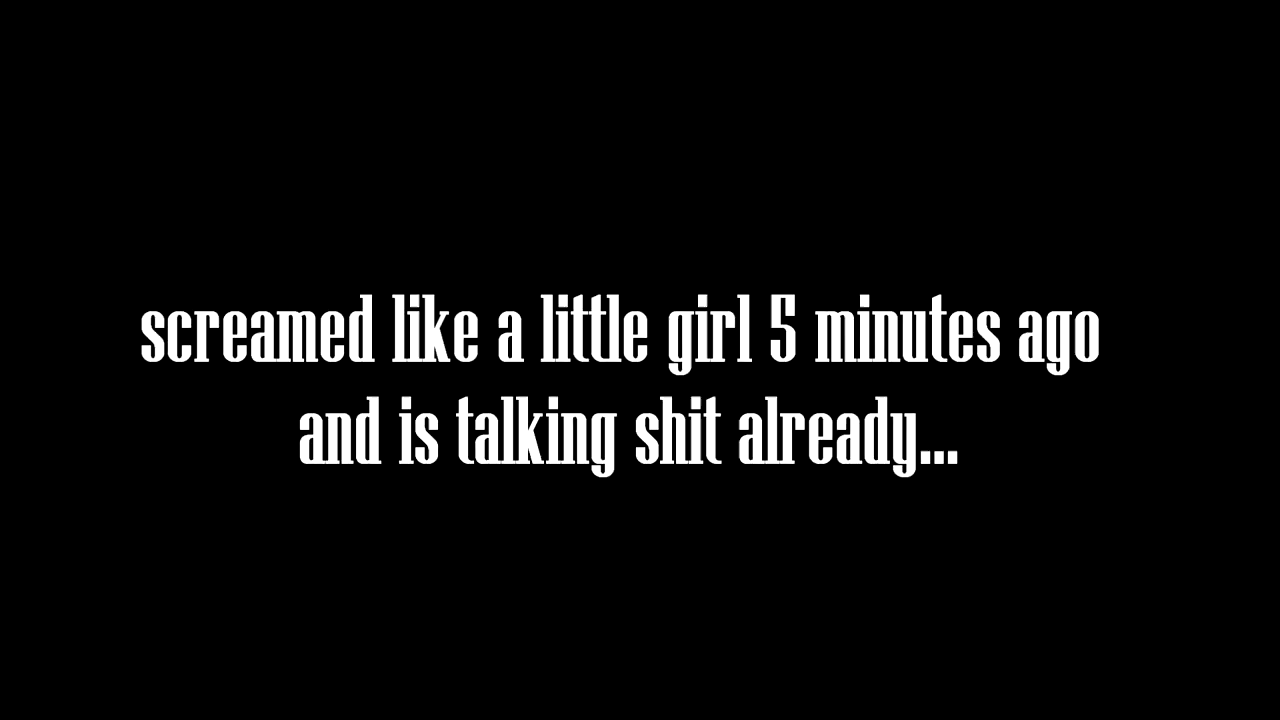 screamed like a little girl 5 minutes ago
and is talking shit already...